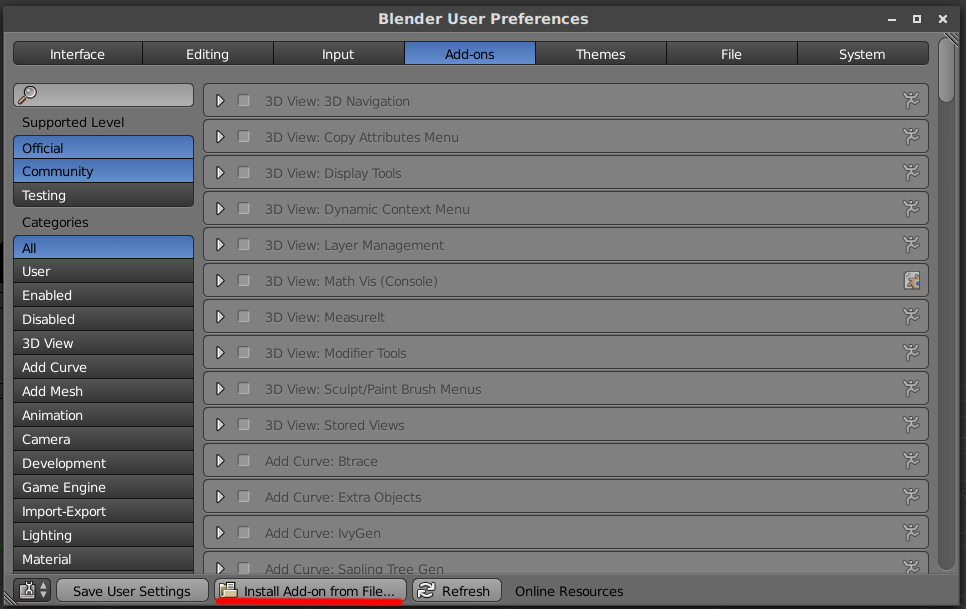 Blender User Preferences
Interface Editing Input Add-ons Themes File System
Supported Level
Official
Community
Testing
Categories
All
User
Enabled
Disabled
3D View
Add Curve
Add Mesh
Animation
Camera
Development
Game Engine
Import-Export
Lighting
Material
3D View: 3D Navigation
3D View: Copy Attributes Menu
3D View: Display Tools
3D View: Dynamic Context Menu
3D View: Layer Management
3D View: Math Vis (Console)
3D View: MeasureIt
3D View: Modifier Tools
3D View: Sculpt/Paint Brush Menus
3D View: Stored Views
Add Curve: Btrace
Add Curve: Extra Objects
Add Curve: IvyGen
Add Curve: Sapling Tree Gen
Save User Settings Install Add-on from File... Refresh Online Resources